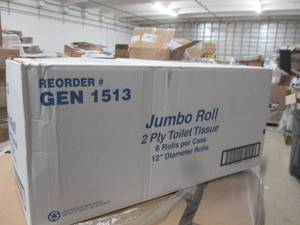 REORDER #
GEN 1513
Jumbo Roll
2 Ply Toilet Tissue
6 Rolls per Case
12" Diameter Rolls